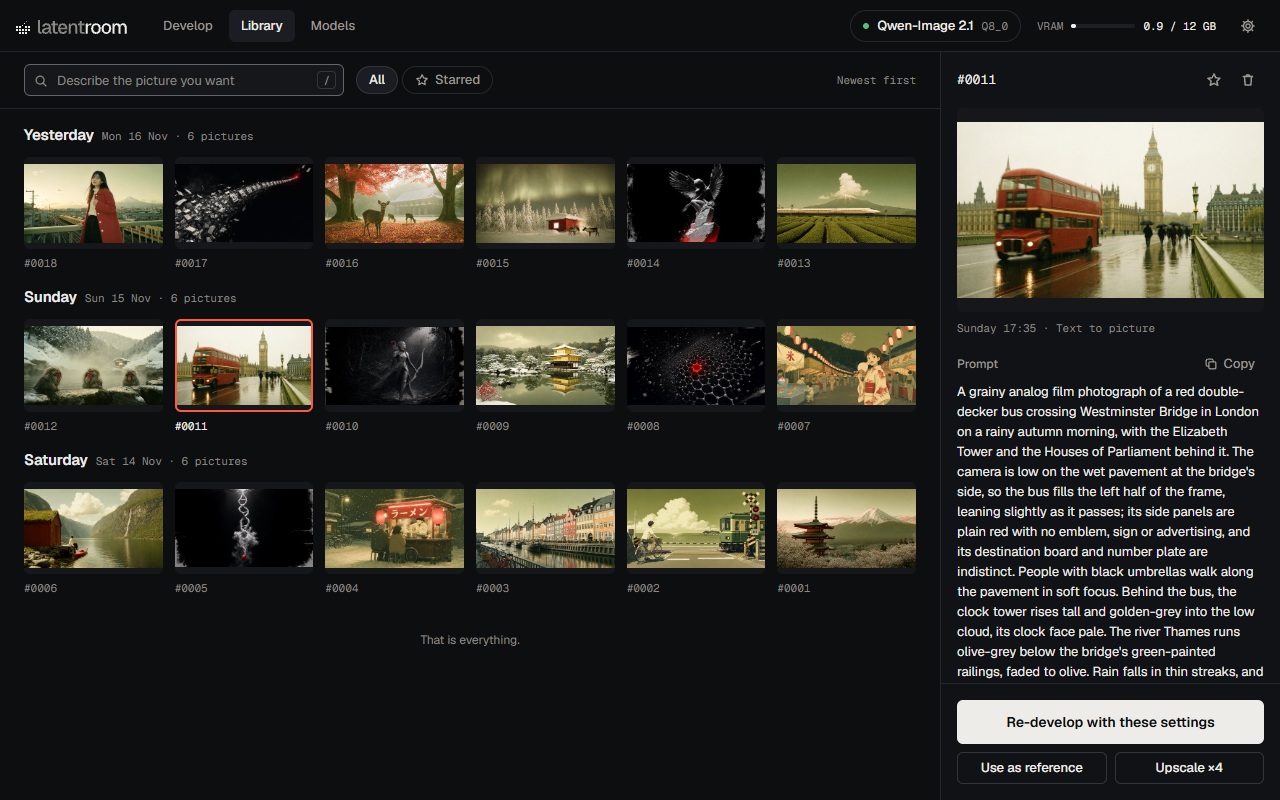 latentroom
Develop
Library
Models
Qwen-Image 2.1 Q8_0
VRAM 0.9 / 12 GB
Describe the picture you want /
All
Starred
Newest first
Yesterday Mon 16 Nov · 6 pictures
#0018 #0017 #0016 #0015 #0014 #0013
Sunday Sun 15 Nov · 6 pictures
氷
#0012 #0011 #0010 #0009 #0008 #0007
Saturday Sat 14 Nov · 6 pictures
ラーメン
#0006 #0005 #0004 #0003 #0002 #0001
That is everything.
#0011
Sunday 17:35 · Text to picture
Prompt
Copy
A grainy analog film photograph of a red double-
decker bus crossing Westminster Bridge in London
on a rainy autumn morning, with the Elizabeth
Tower and the Houses of Parliament behind it. The
camera is low on the wet pavement at the bridge's
side, so the bus fills the left half of the frame,
leaning slightly as it passes; its side panels are
plain red with no emblem, sign or advertising, and
its destination board and number plate are
indistinct. People with black umbrellas walk along
the pavement in soft focus. Behind the bus, the
clock tower rises tall and golden-grey into the low
cloud, its clock face pale. The river Thames runs
olive-grey below the bridge's green-painted
railings, faded to olive. Rain falls in thin streaks, and
Re-develop with these settings
Use as reference
Upscale ×4